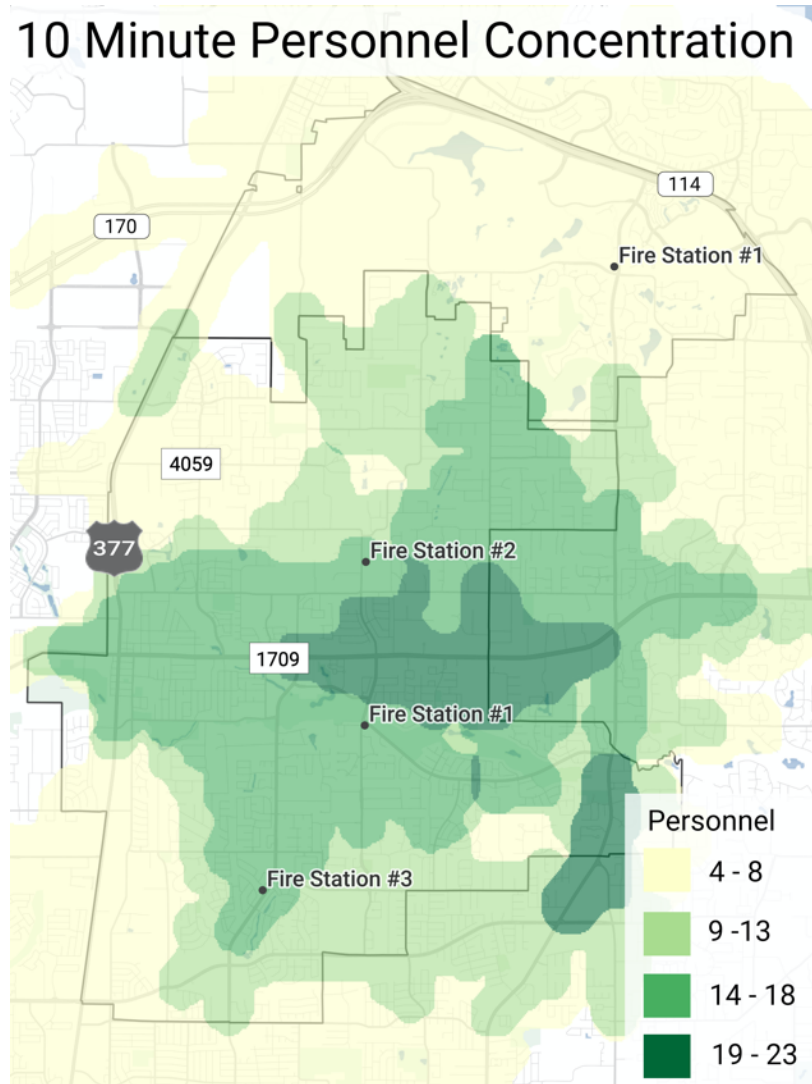 10 Minute Personnel Concentration
114
170
Fire Station #1
4059
377
Fire Station #2
1709
Fire Station #1
Fire Station #3
Personnel
4 - 8
9 -13
14 - 18
19 - 23